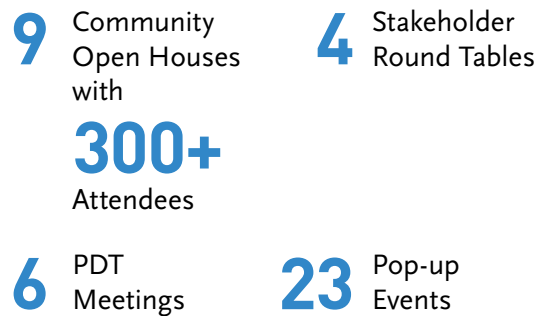 9 Community
Open Houses
with
300+
Attendees
4 Stakeholder
Round Tables
6 PDT
Meetings
23 Pop-up
Events